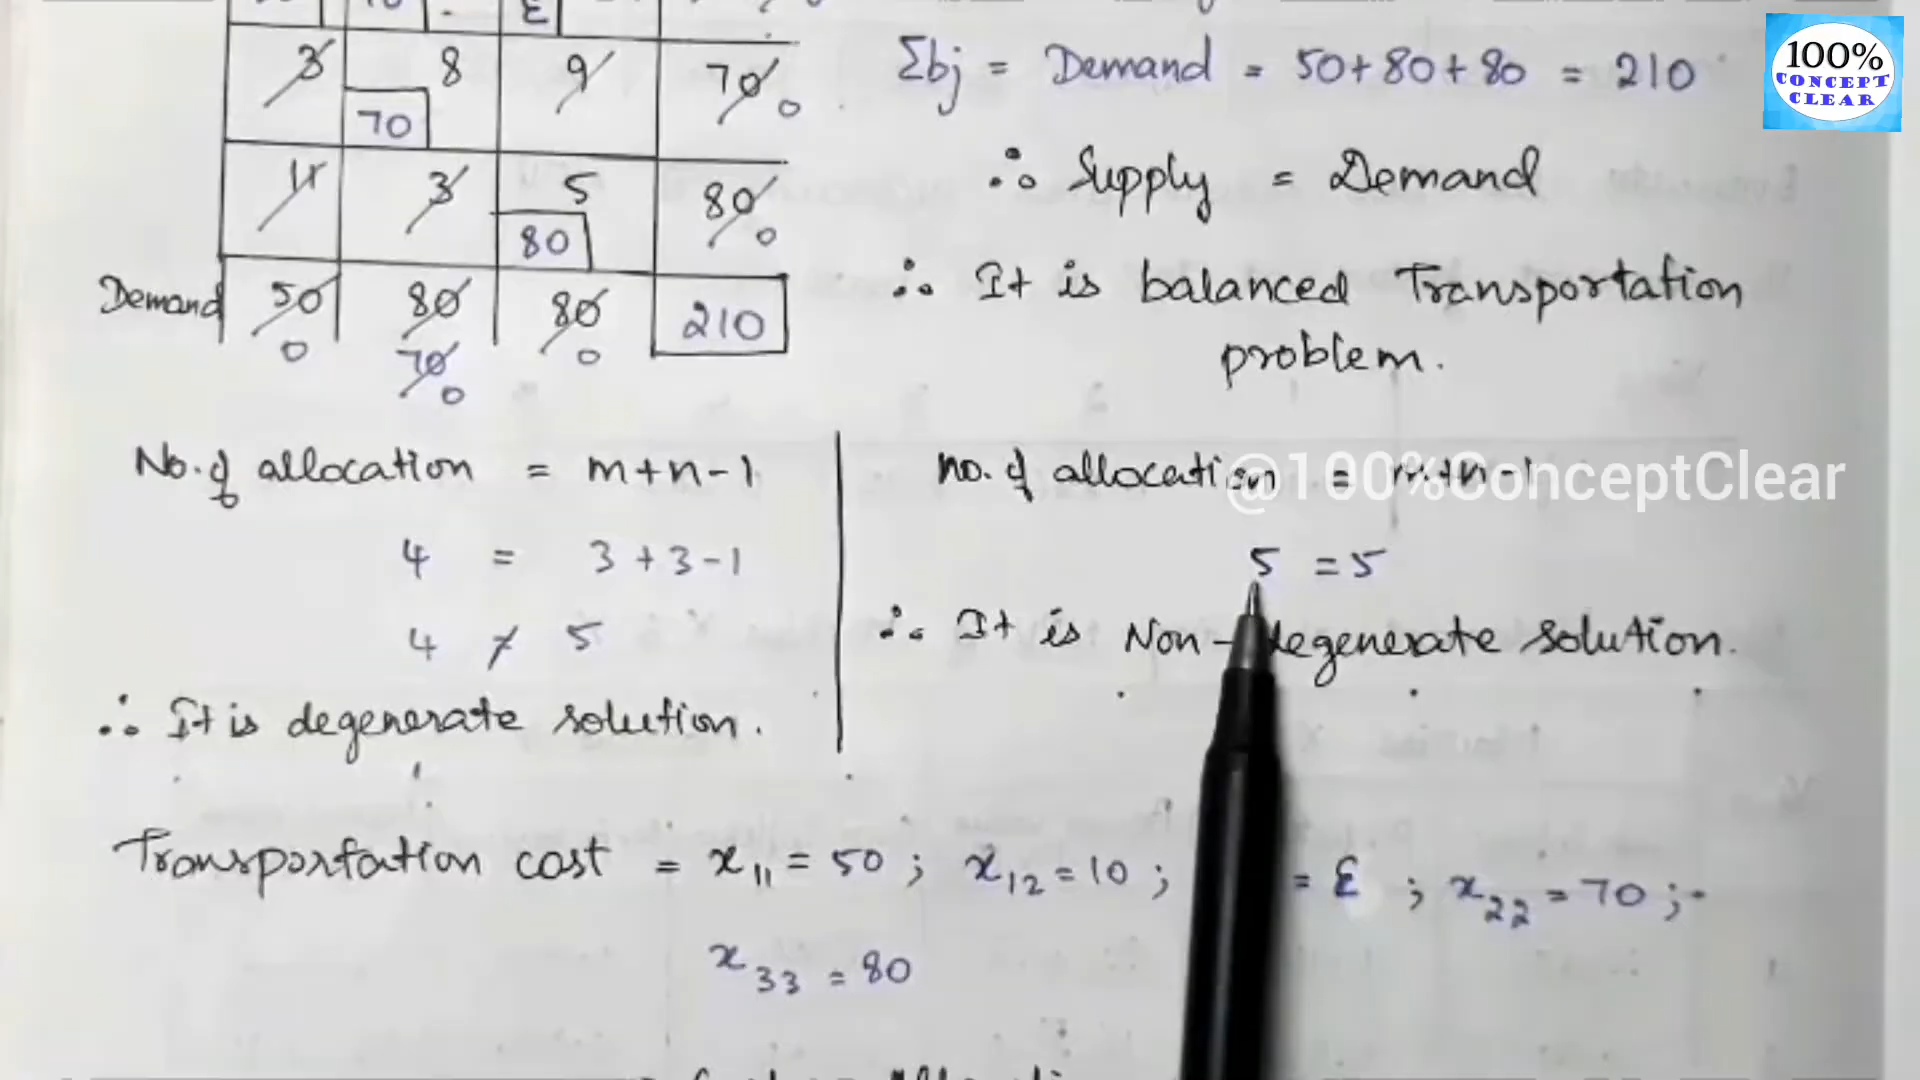 ε
3 8 9 70 0
70
11 3 5 80 0
80
Demand 50 80 80 210
0 70 0
0
Σbj = Demand = 50+80+80 = 210
∴ Supply = Demand
∴ It is balanced Transportation
problem.
No. of allocation = m+n-1
4 = 3+3-1
4 ≠ 5
∴ It is degenerate solution.
no. of allocation = m+n-1
5 = 5
∴ It is Non-degenerate solution.
Transportation cost = x11 = 50 ; x12 = 10 ; = ε ; x22 = 70 ;
x33 = 80
100%
CONCEPT
CLEAR
@100%ConceptClear